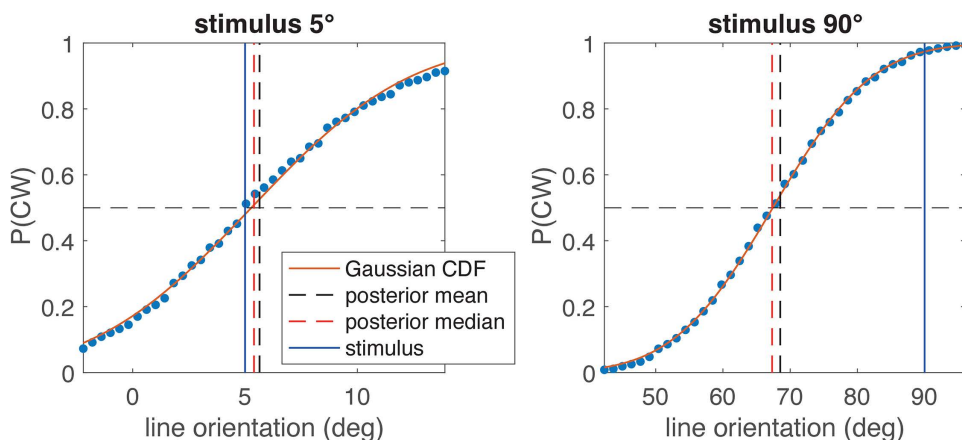 stimulus 5°
1
0.8
0.6
0.4
0.2
0
P(CW)
0
5
10
line orientation (deg)
Gaussian CDF
posterior mean
posterior median
stimulus
stimulus 90°
1
0.8
0.6
0.4
0.2
0
P(CW)
50
60
70
80
90
line orientation (deg)